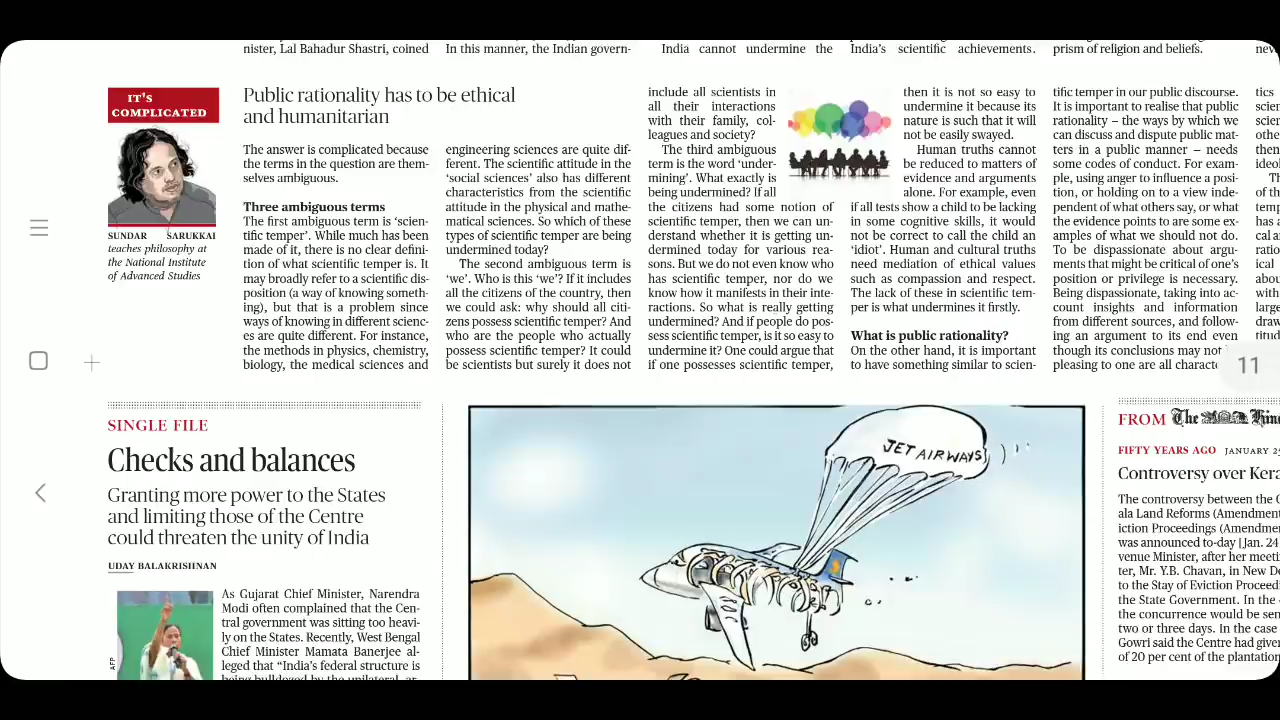 nister, Lal Bahadur Shastri, coined
In this manner, the Indian govern-
India cannot undermine the
India's scientific achievements.
prism of religion and beliefs.
IT'S
COMPLICATED
SUNDAR SARUKKAI
teaches philosophy at
the National Institute
of Advanced Studies
Public rationality has to be ethical
and humanitarian
The answer is complicated because
the terms in the question are them-
selves ambiguous.
Three ambiguous terms
The first ambiguous term is ‘scien-
tific temper’. While much has been
made of it, there is no clear defini-
tion of what scientific temper is. It
may broadly refer to a scientific dis-
position (a way of knowing someth-
ing), but that is a problem since
ways of knowing in different scienc-
es are quite different. For instance,
the methods in physics, chemistry,
biology, the medical sciences and
engineering sciences are quite dif-
ferent. The scientific attitude in the
‘social sciences’ also has different
characteristics from the scientific
attitude in the physical and mathe-
matical sciences. So which of these
types of scientific temper are being
undermined today?
The second ambiguous term is
‘we’. Who is this ‘we’? If it includes
all the citizens of the country, then
we could ask: why should all citi-
zens possess scientific temper? And
who are the people who actually
possess scientific temper? It could
be scientists but surely it does not
include all scientists in
all their interactions
with their family, col-
leagues and society?
The third ambiguous
term is the word ‘under-
mining’. What exactly is
being undermined? If all
the citizens had some notion of
scientific temper, then we can un-
derstand whether it is getting un-
dermined today for various rea-
sons. But we do not even know who
has scientific temper, nor do we
know how it manifests in their inte-
ractions. So what is really getting
undermined? And if people do pos-
sess scientific temper, is it so easy to
undermine it? One could argue that
if one possesses scientific temper,
then it is not so easy to
undermine it because its
nature is such that it will
not be easily swayed.
Human truths cannot
be reduced to matters of
evidence and arguments
alone. For example, even
if all tests show a child to be lacking
in some cognitive skills, it would
not be correct to call the child an
‘idiot’. Human and cultural truths
need mediation of ethical values
such as compassion and respect.
The lack of these in scientific tem-
per is what undermines it firstly.
What is public rationality?
On the other hand, it is important
to have something similar to scien-
tific temper in our public discourse.
It is important to realise that public
rationality – the ways by which we
can discuss and dispute public mat-
ters in a public manner – needs
some codes of conduct. For exam-
ple, using anger to influence a posi-
tion, or holding on to a view inde-
pendent of what others say, or what
the evidence points to are some ex-
amples of what we should not do.
To be dispassionate about argu-
ments that might be critical of one's
position or privilege is necessary.
Being dispassionate, taking into ac-
count insights and information
from different sources, and follow-
ing an argument to its end even
though its conclusions may not
pleasing to one are all
11
SINGLE FILE
Checks and balances
Granting more power to the States
and limiting those of the Centre
could threaten the unity of India
UDAY BALAKRISHNAN
AFP
As Gujarat Chief Minister, Narendra
Modi often complained that the Cen-
tral government was sitting too heavi-
ly on the States. Recently, West Bengal
Chief Minister Mamata Banerjee al-
leged that “India's federal structure is
being bulldozed by the unilateral, ar-
JET AIRWAYS
FROM The
FIFTY YEARS AGO JANUARY
Controversy over
The controversy between the
ala Land Reforms (Amendment
iction Proceedings
was announced to-day [Jan. 24
venue Minister, after her
ter, Mr. Y.B. Chavan, in New
to the Stay of Eviction
the State Government. In the
the concurrence would be
two or three days. In the case
Gowri said the Centre had
of 20 per cent of the